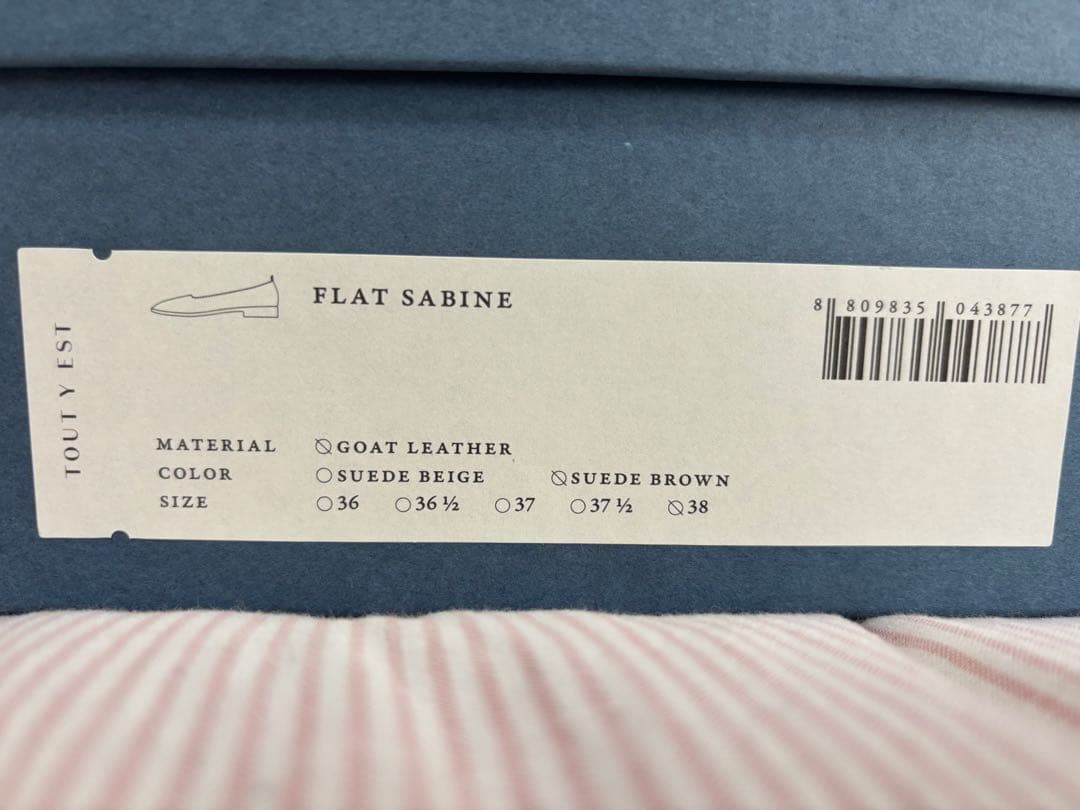 TOUT Y EST
FLAT SABINE
8 809835 043877
MATERIAL GOAT LEATHER
COLOR SUEDE BEIGE SUEDE BROWN
SIZE 36 36 ½ 37 37 ½ 38